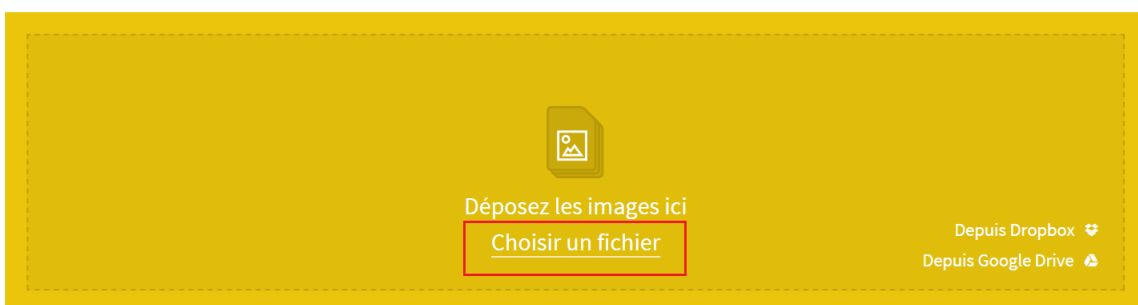 Déposez les images ici
Choisir un fichier
Depuis Dropbox
Depuis Google Drive